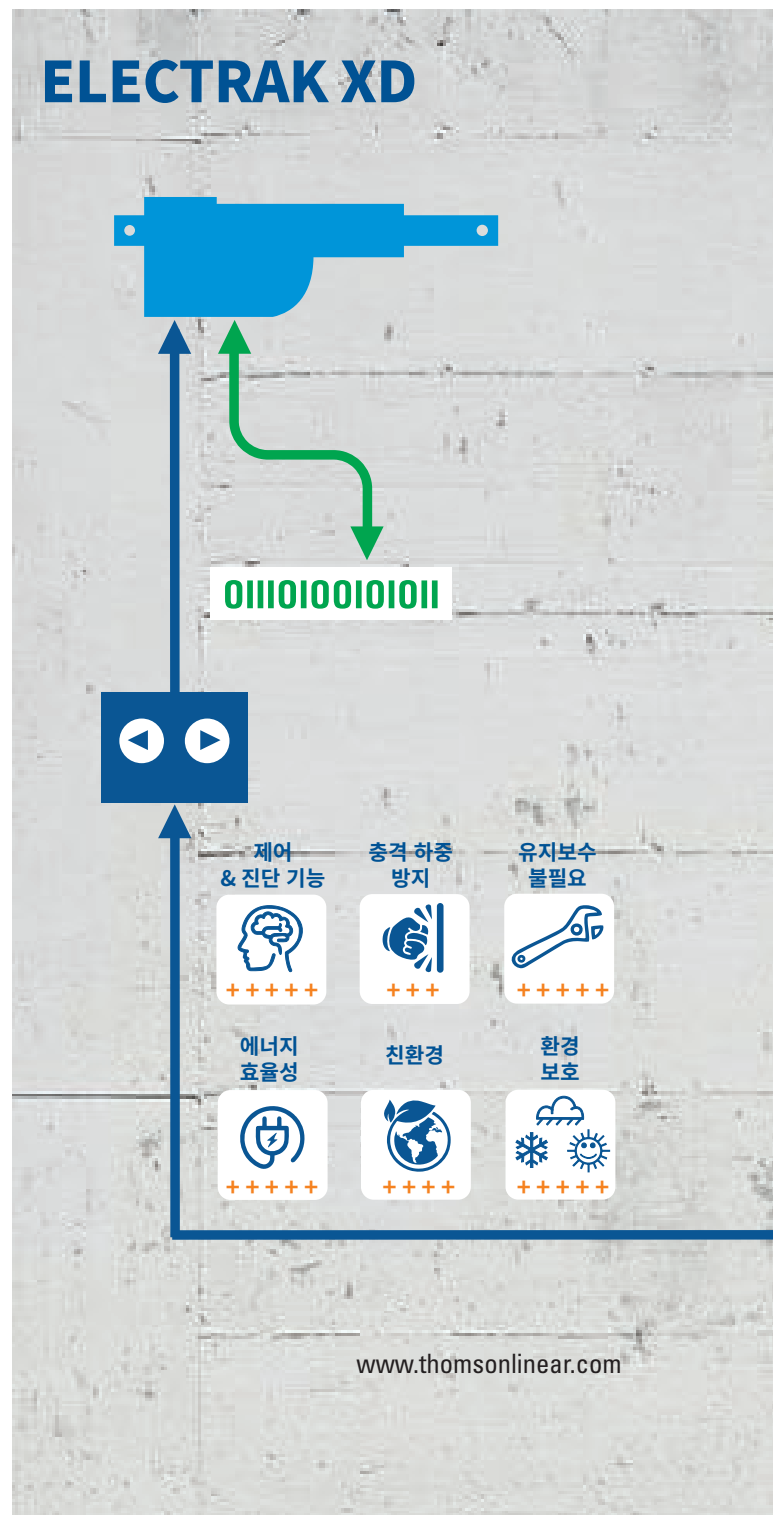 ELECTRAK XD
01110100101011
제어
& 진단 기능
충격 하중
방지
유지보수
불필요
+++++
+++
+++++
에너지
효율성
친환경
환경
보호
+++++
++++
+++++
www.thomsonlinear.com